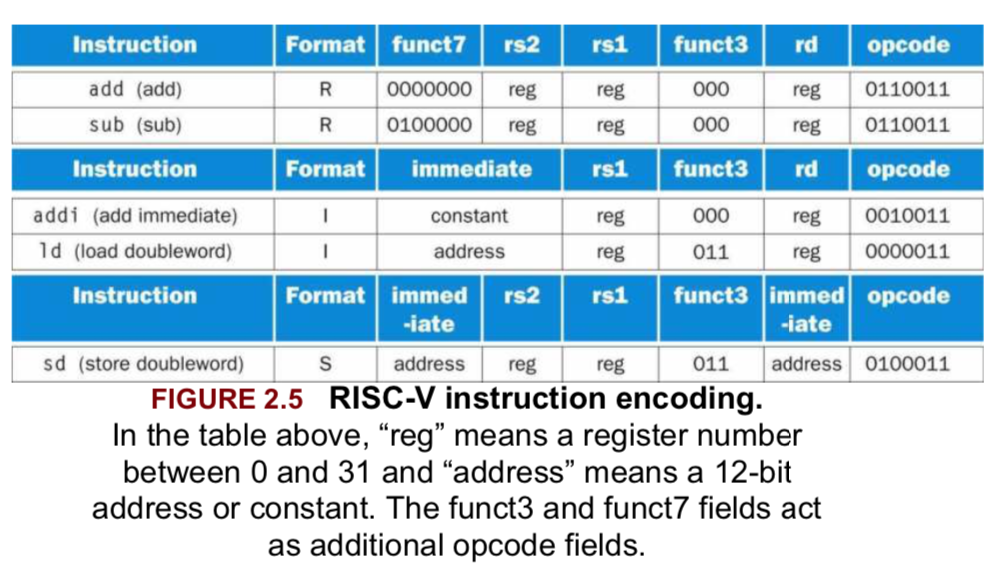 Instruction Format funct7 rs2 rs1 funct3 rd opcode
add (add) R 0000000 reg reg 000 reg 0110011
sub (sub) R 0100000 reg reg 000 reg 0110011
Instruction Format immediate rs1 funct3 rd opcode
addi (add immediate) I constant reg 000 reg 0010011
ld (load doubleword) I address reg 011 reg 0000011
Instruction Format immed rs2 rs1 funct3 immed opcode
-iate -iate
sd (store doubleword) S address reg reg 011 address 0100011
FIGURE 2.5 RISC-V instruction encoding.
In the table above, “reg” means a register number
between 0 and 31 and “address” means a 12-bit
address or constant. The funct3 and funct7 fields act
as additional opcode fields.